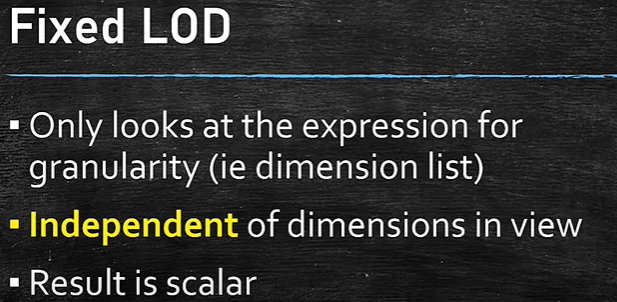 Fixed LOD
▪ Only looks at the expression for
granularity (ie dimension list)
▪ Independent of dimensions in view
▪ Result is scalar